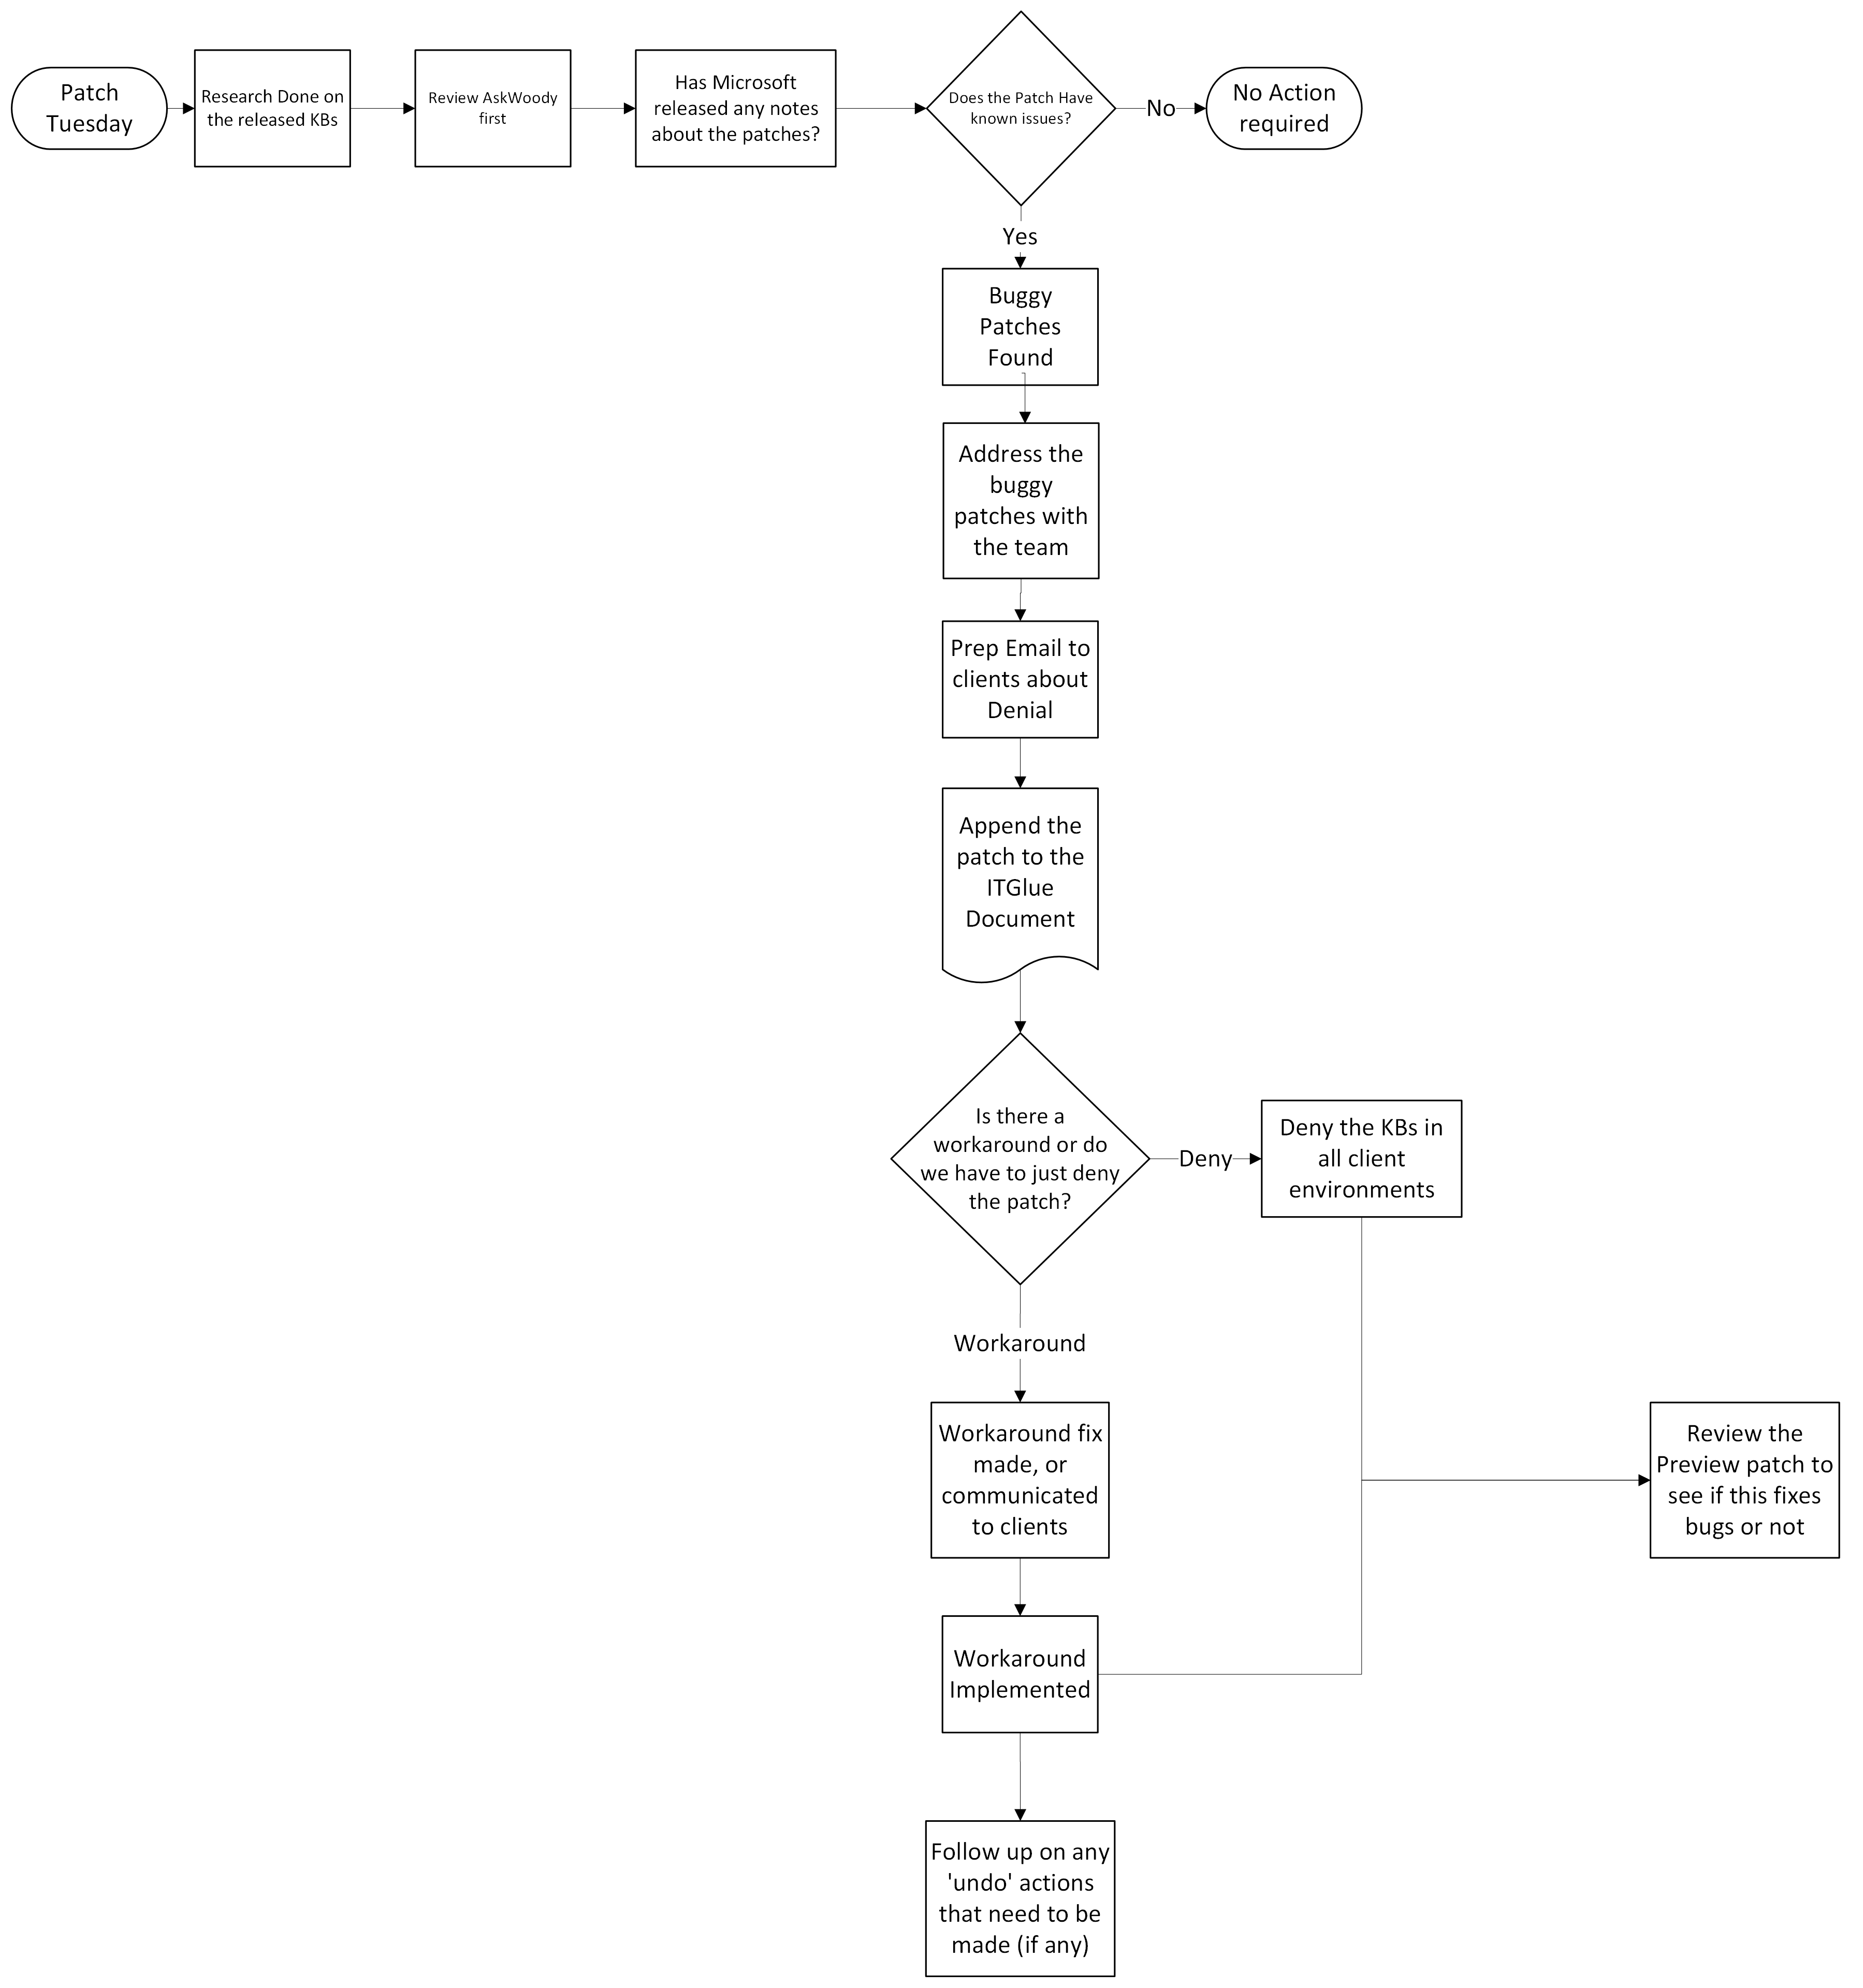 Patch
Tuesday
Research Done on
the released KBs
Review AskWoody
first
Has Microsoft
released any notes
about the patches?
Does the Patch Have
known issues?
No
No Action
required
Yes
Buggy
Patches
Found
Address the
buggy
patches with
the team
Prep Email to
clients about
Denial
Append the
patch to the
ITGlue
Document
Is there a
workaround or do
we have to just deny
the patch?
Deny
Deny the KBs in
all client
environments
Workaround
Workaround fix
made, or
communicated
to clients
Review the
Preview patch to
see if this fixes
bugs or not
Workaround
Implemented
Follow up on any
'undo' actions
that need to be
made (if any)